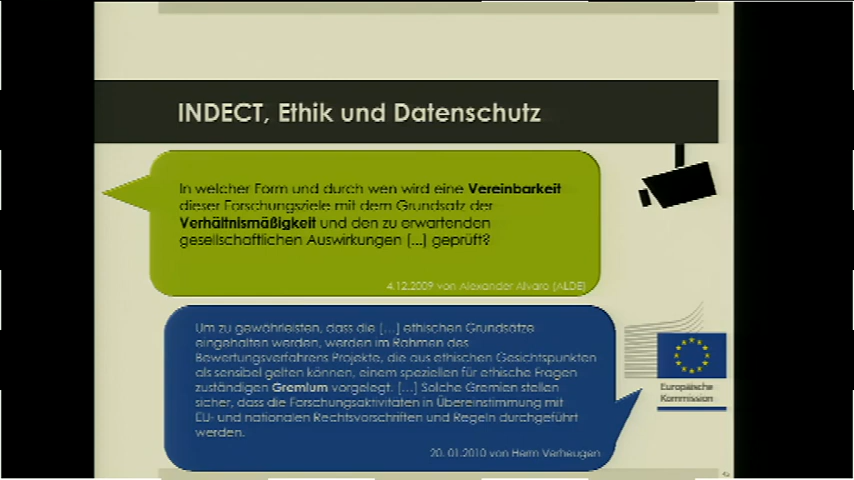 INDECT, Ethik und Datenschutz
In welcher Form und durch wen wird eine Vereinbarkeit
dieser Forschungsziele mit dem Grundsatz der
Verhältnismäßigkeit und den zu erwartenden
gesellschaftlichen Auswirkungen [...] geprüft?
4.12.2009 von Alexander Alvaro (ALDE)
Um zu gewährleisten, dass die [...] ethischen Grundsätze
eingehalten werden, werden im Rahmen des
Bewertungsverfahrens Projekte, die aus ethischen Gesichtspunkten
als sensibel gelten können, einem speziellen für ethische Fragen
zuständigen Gremium vorgelegt. [...] Solche Gremien stellen
sicher, dass die Forschungsaktivitäten in Übereinstimmung mit
EU- und nationalen Rechtsvorschriften und Regeln durchgeführt
werden.
20. 01.2010 von Herrn Verheugen
Europäische
Kommission